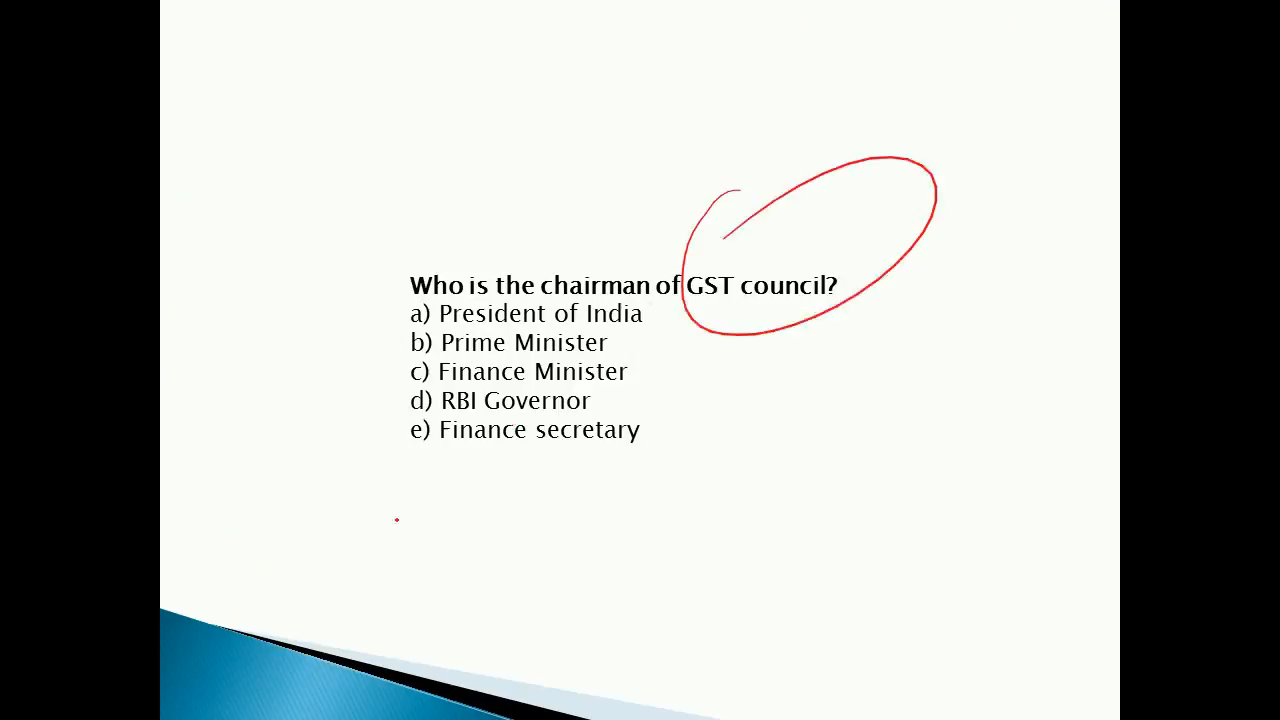 Who is the chairman of GST council?
a) President of India
b) Prime Minister
c) Finance Minister
d) RBI Governor
e) Finance secretary